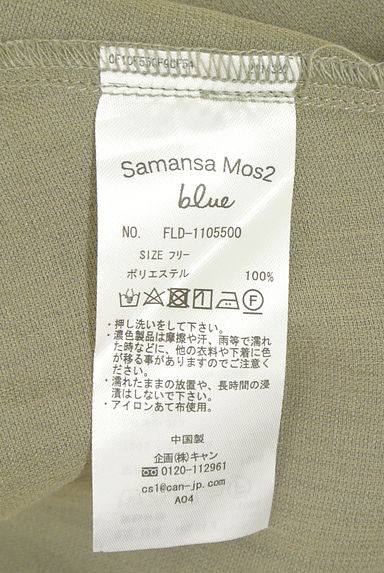 Samansa Mos2
blue
NO. FLD-1105500
SIZE フリー
ポリエステル 100%
・押し洗いをして下さい。
・濃色製品は摩擦や汗、雨等で濡れ
た時などに、他の衣料や下着に色
が移る事がありますのでご注意く
ださい。
・濡れたままの放置や、長時間の浸
漬はしないで下さい。
・アイロンあて布使用。
中国製
企画(株)キャン
0120-112961
cs1@can-jp.com
A04